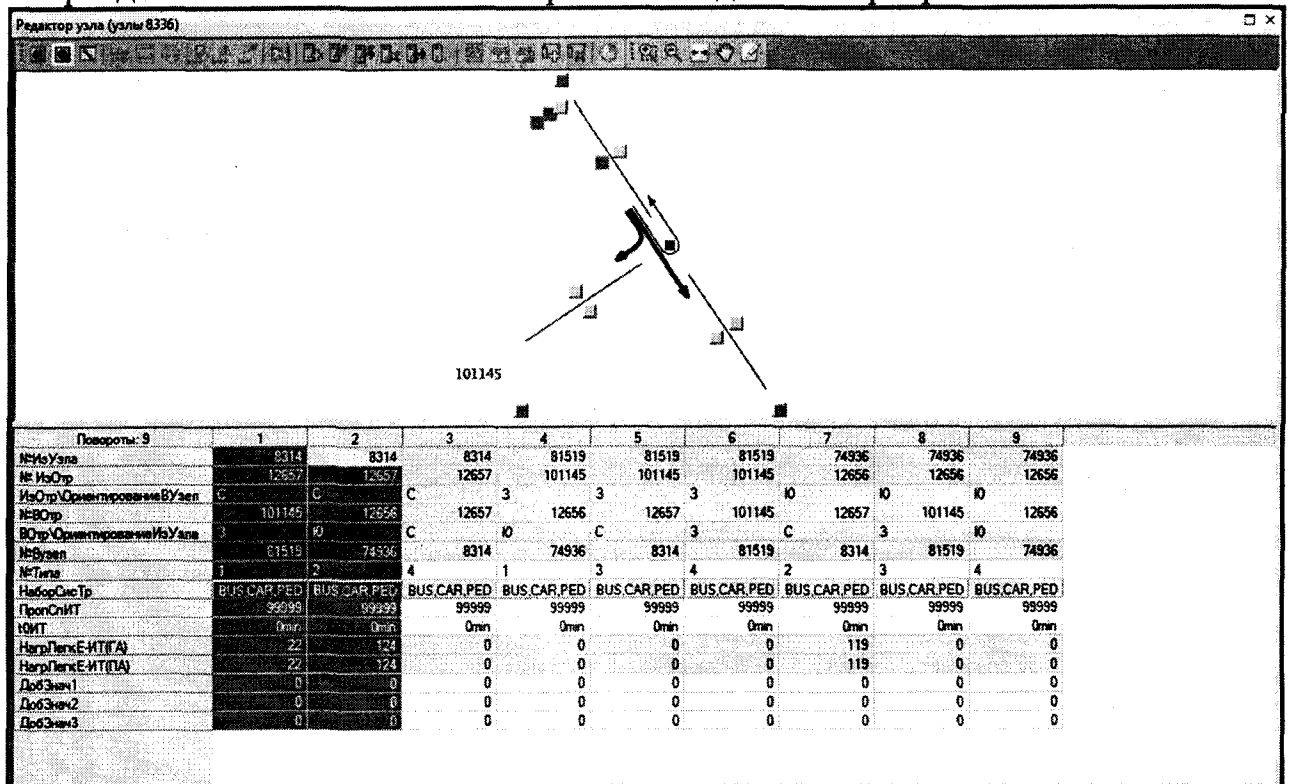 Редактор узла (узлы 8336)
101145
Повороты: 9 1 2 3 4 5 6 7 8 9
№ИзУзла 8314 8314 8314 81519 81519 81519 74936 74936 74936
№ ИзОтр 12657 12657 12657 101145 101145 101145 12656 12656 12656
ИзОтр\ОриентированиеВУзел С С С З З З Ю Ю Ю
№ВОтр 101145 12656 12657 12656 12657 101145 12657 101145 12656
ВОтр\ОриентированиеИзУзла З Ю С Ю С З С З Ю
№Вузел 81519 74936 8314 74936 8314 81519 8314 81519 74936
№Типа 1 2 4 1 3 4 2 3 4
НаборСисТр BUS,CAR,PED BUS,CAR,PED BUS,CAR,PED BUS,CAR,PED BUS,CAR,PED BUS,CAR,PED BUS,CAR,PED BUS,CAR,PED BUS,CAR,PED
ПропСпИТ 99999 99999 99999 99999 99999 99999 99999 99999 99999
t0ИТ 0min 0min 0min 0min 0min 0min 0min 0min 0min
НагрЛегкЕ-ИТ(ГА) 22 124 0 0 0 0 119 0 0
НагрЛегкЕ-ИТ(ПА) 22 124 0 0 0 0 119 0 0
ДобЗнач1 0 0 0 0 0 0 0 0 0
ДобЗнач2 0 0 0 0 0 0 0 0 0
ДобЗнач3 0 0 0 0 0 0 0 0 0